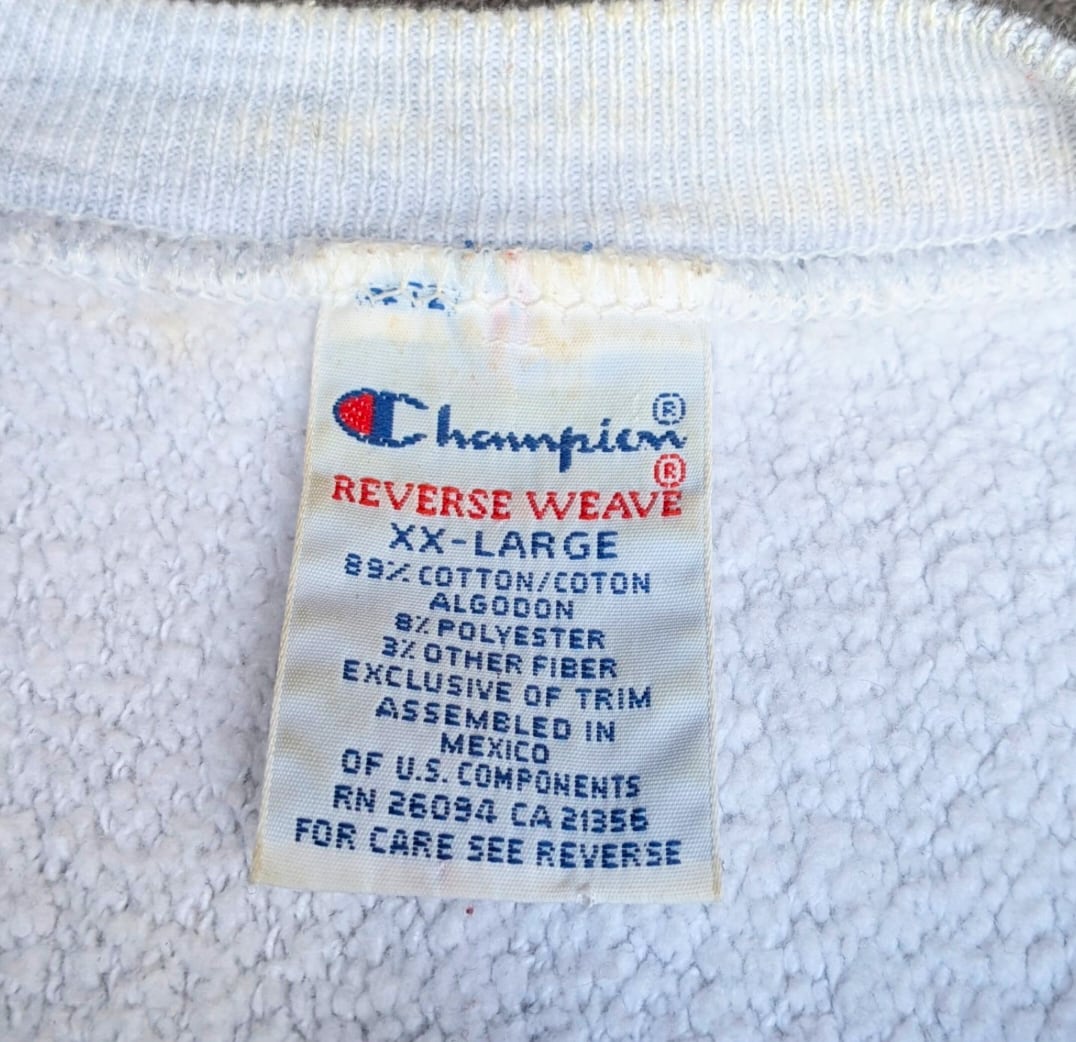 Champion®
REVERSE WEAVE®
XX-LARGE
89% COTTON/COTON
ALGODON
8% POLYESTER
3% OTHER FIBER
EXCLUSIVE OF TRIM
ASSEMBLED IN
MEXICO
OF U.S. COMPONENTS
RN 26094 CA 21356
FOR CARE SEE REVERSE